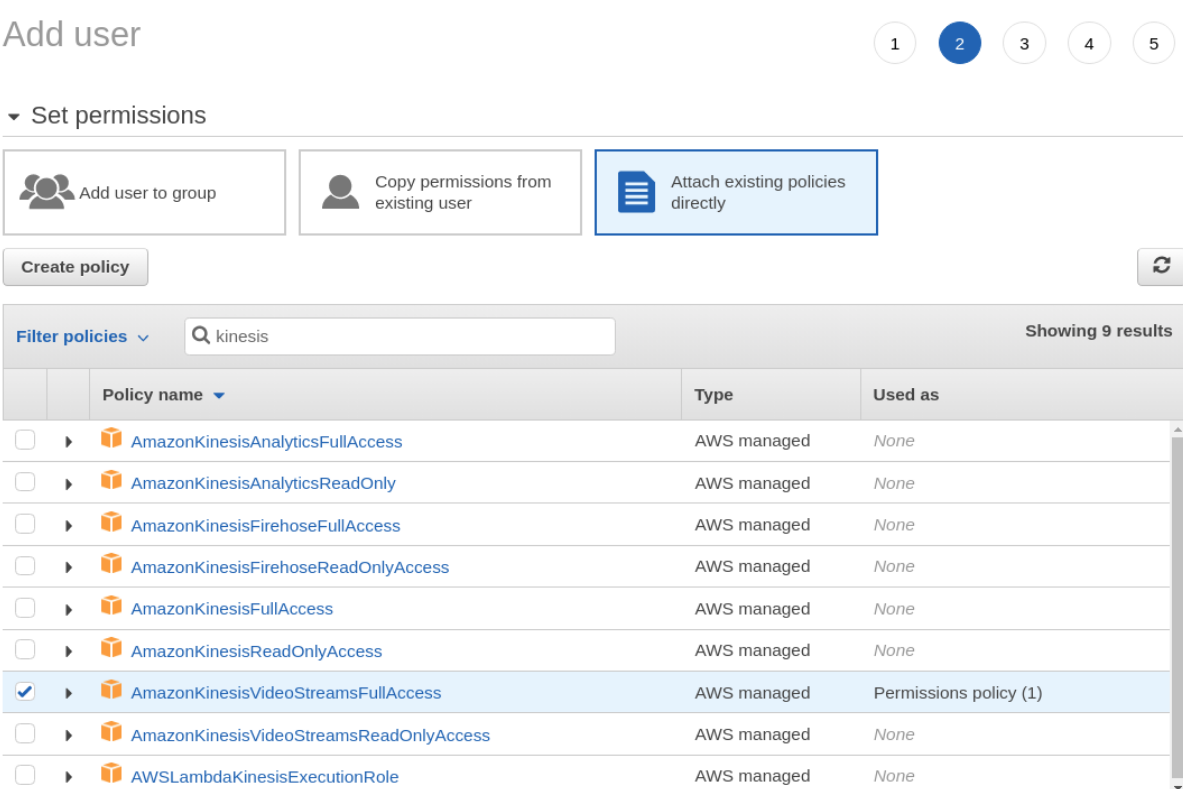 Add user
1 2 3 4 5
Set permissions
Add user to group
Copy permissions from
existing user
Attach existing policies
directly
Create policy
Filter policies kinesis Showing 9 results
Policy name Type Used as
AmazonKinesisAnalyticsFullAccess AWS managed None
AmazonKinesisAnalyticsReadOnly AWS managed None
AmazonKinesisFirehoseFullAccess AWS managed None
AmazonKinesisFirehoseReadOnlyAccess AWS managed None
AmazonKinesisFullAccess AWS managed None
AmazonKinesisReadOnlyAccess AWS managed None
AmazonKinesisVideoStreamsFullAccess AWS managed Permissions policy (1)
AmazonKinesisVideoStreamsReadOnlyAccess AWS managed None
AWSLambdaKinesisExecutionRole AWS managed None